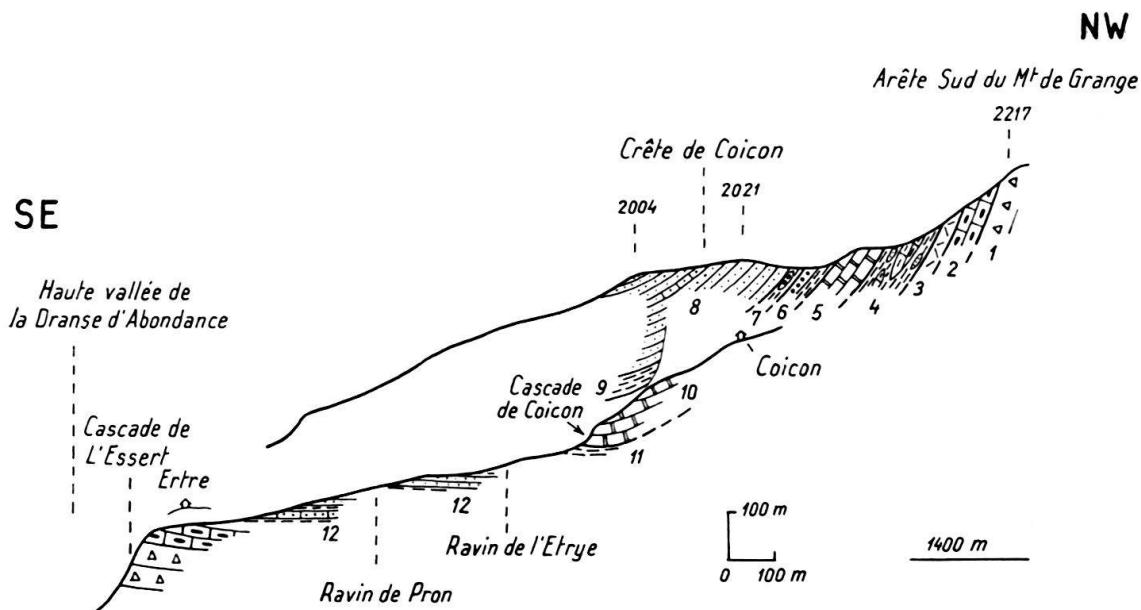 NW
Arête Sud du Mt de Grange
2217
Crête de Coicon
2021
2004
SE
Haute vallée de
la Dranse d'Abondance
1
2
3
4
5
6
7
8
Coicon
9
10
Cascade
de Coicon
11
Cascade de
L'Essert
Ertre
12
12
Ravin de l'Etrye
Ravin de Pron
100 m
0 100 m
1400 m